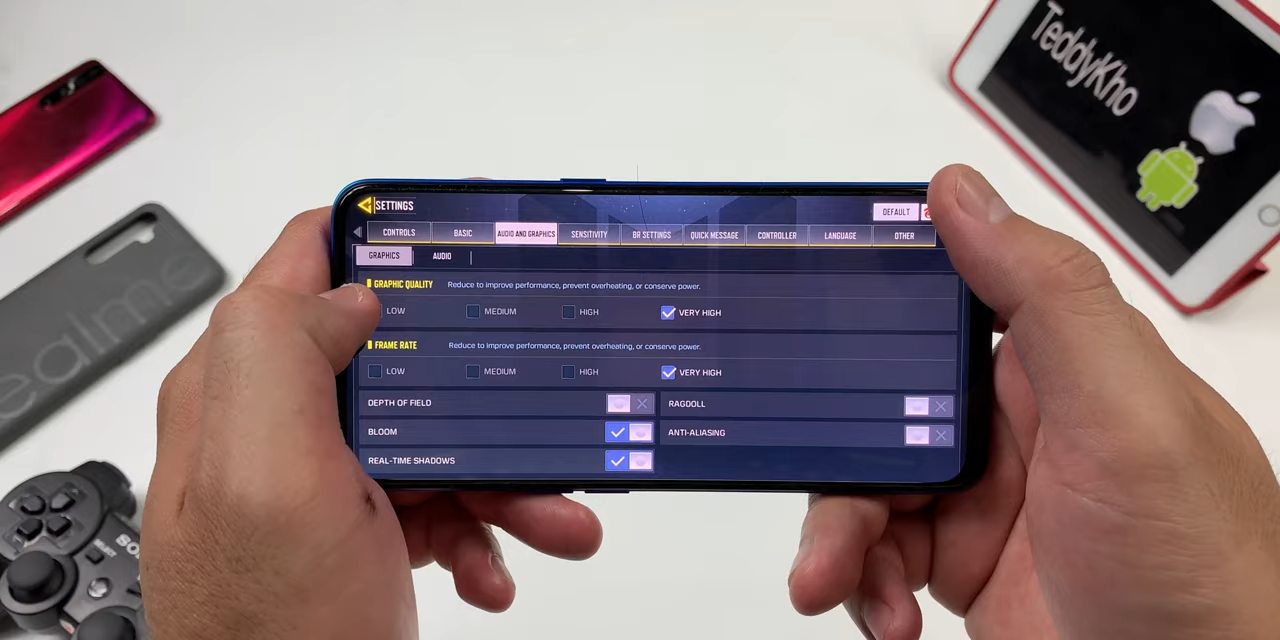 TeddyKho
SETTINGS
DEFAULT
CONTROLS
BASIC
AUDIO AND GRAPHICS
SENSITIVITY
BR SETTINGS
QUICK MESSAGE
CONTROLLER
LANGUAGE
OTHER
GRAPHICS
AUDIO
GRAPHIC QUALITY Reduce to improve performance, prevent overheating, or conserve power.
LOW MEDIUM HIGH VERY HIGH
FRAME RATE Reduce to improve performance, prevent overheating, or conserve power.
LOW MEDIUM HIGH VERY HIGH
DEPTH OF FIELD
RAGDOLL
BLOOM
ANTI-ALIASING
REAL-TIME SHADOWS
realme
SELECT